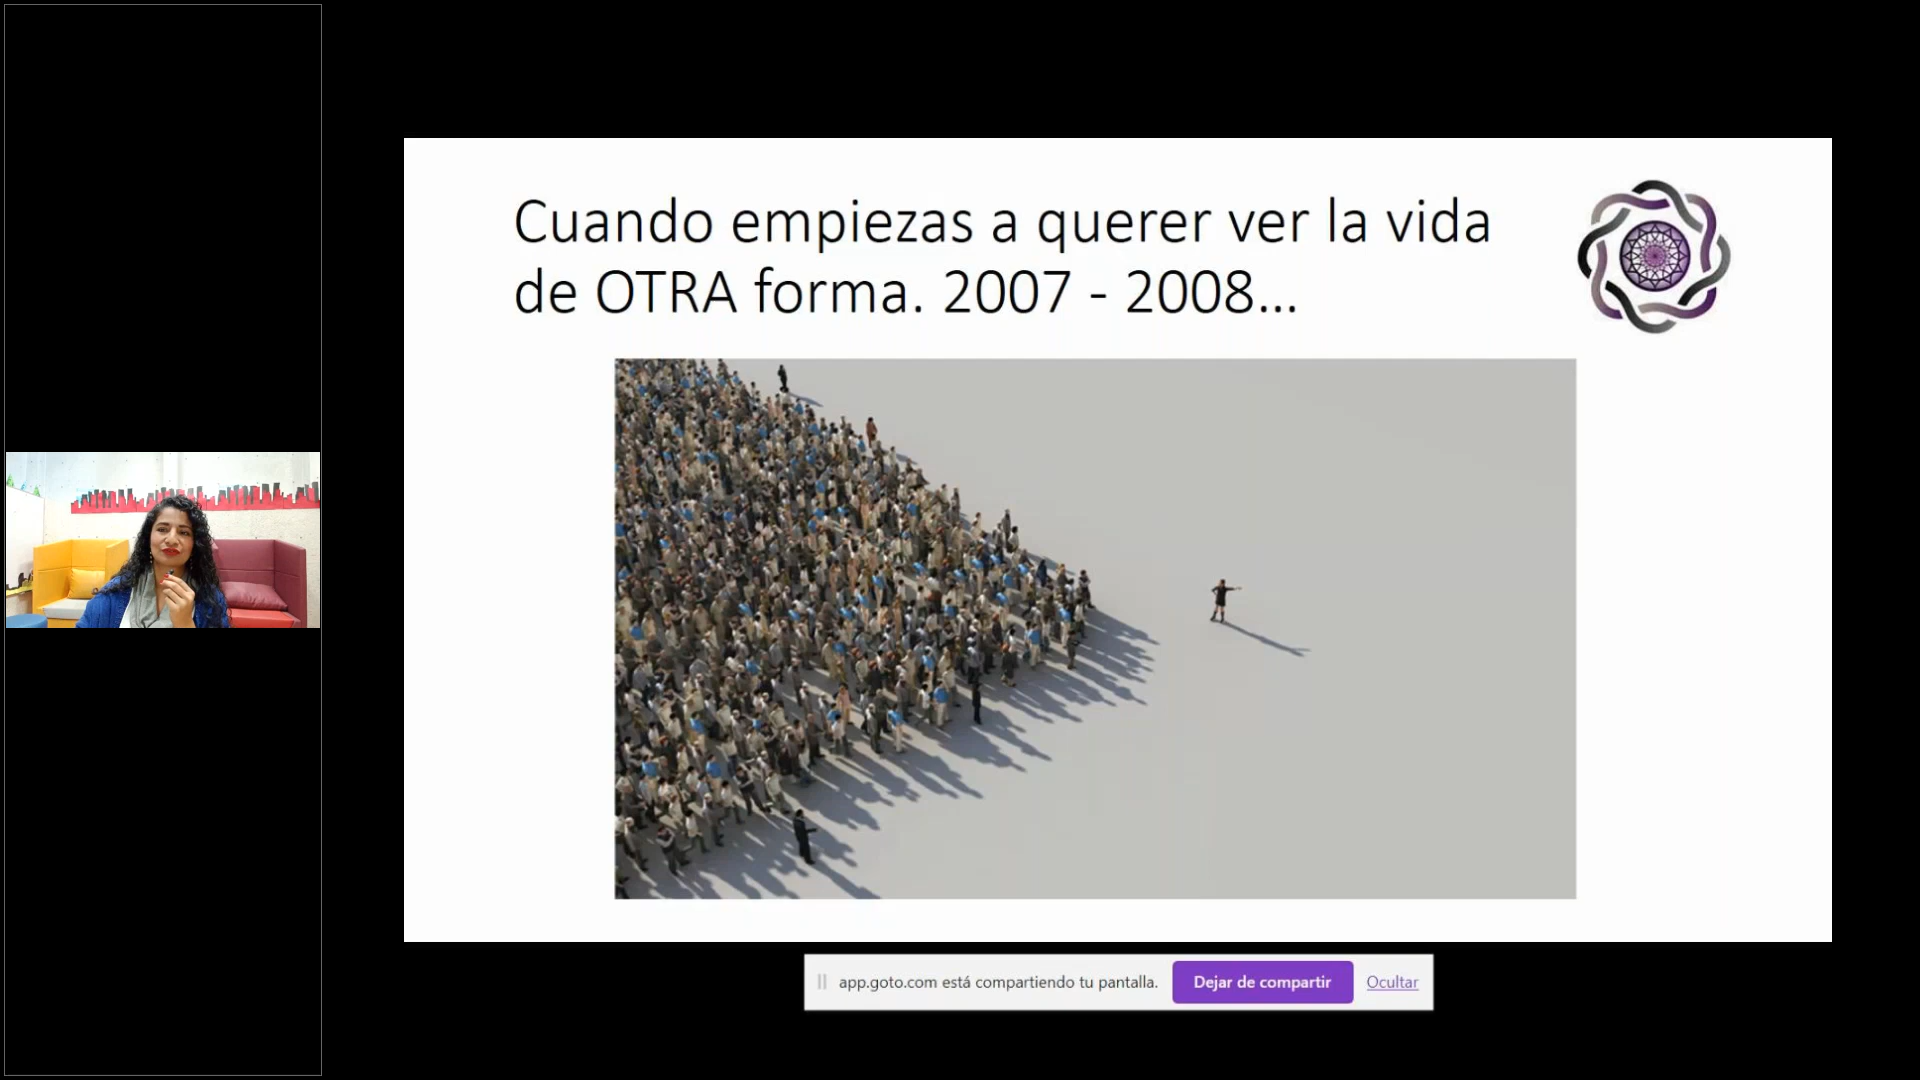 Cuando empiezas a querer ver la vida
de OTRA forma. 2007 - 2008...
app.goto.com está compartiendo tu pantalla.
Dejar de compartir
Ocultar